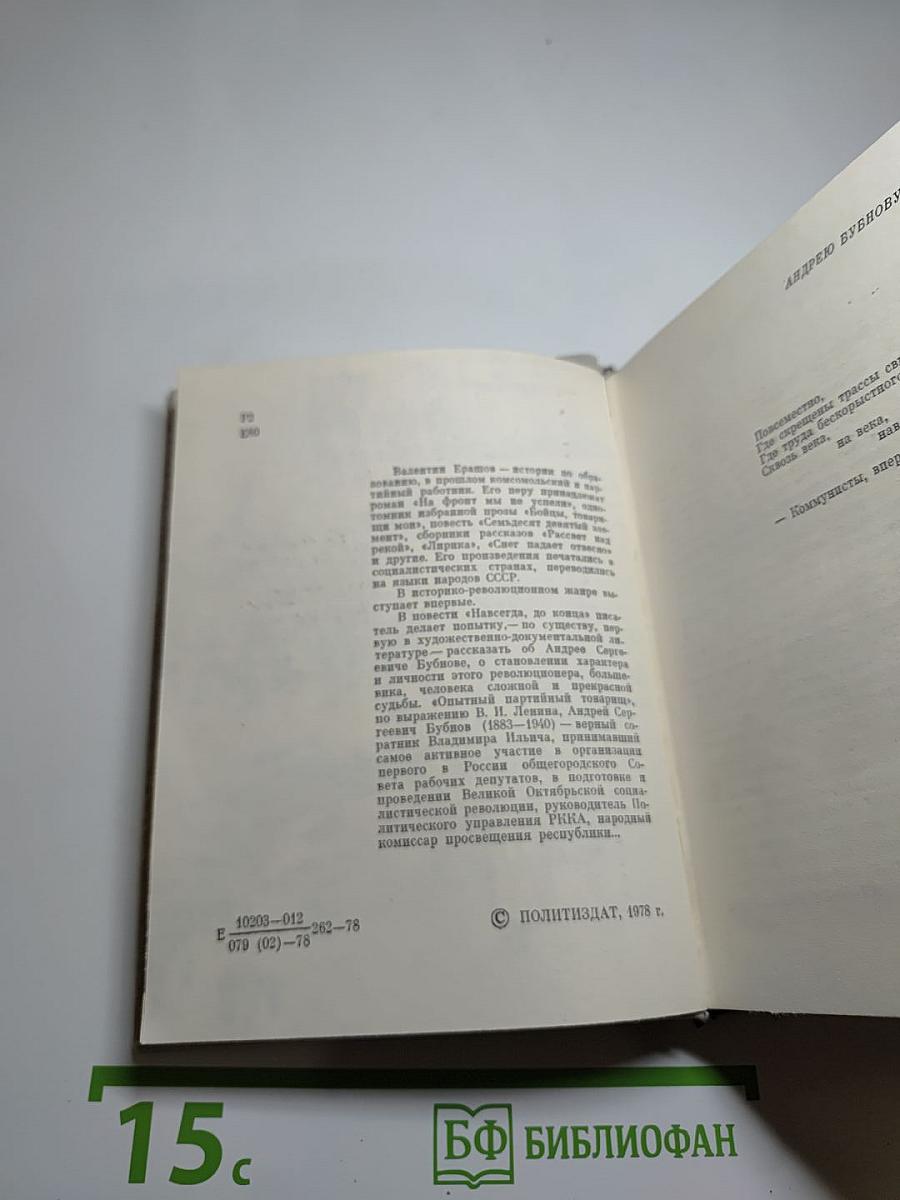 Р2
Е80
Валентин Ерашов — историк по обра-
зованию, в прошлом комсомольский и пар-
тийный работник. Его перу принадлежат
роман «На фронт мы не успели», одно-
томник избранной прозы «Бойцы, товари-
щи мои», повесть «Семьдесят девятый эле-
мент», сборники рассказов «Рассвет над
рекой», «Лирика», «Снег падает отвесно»
и другие. Его произведения печатались в
социалистических странах, переводились
на языки народов СССР.
В историко-революционном жанре вы-
ступает впервые.
В повести «Навсегда, до конца» писа-
тель делает попытку,— по существу, пер-
вую в художественно-документальной ли-
тературе — рассказать об Андрее Серге-
евиче Бубнове, о становлении характера
и личности этого революционера, больше-
вика, человека сложной и прекрасной
судьбы. «Опытный партийный товарищ»,
по выражению В. И. Ленина, Андрей Сер-
геевич Бубнов (1883—1940) — верный со-
ратник Владимира Ильича, принимавший
самое активное участие в организации
первого в России общегородского Со-
вета рабочих депутатов, в подготовке и
проведении Великой Октябрьской социа-
листической революции, руководитель По-
литического управления РККА, народный
комиссар просвещения республики...
Е 10203—012 262—78
079 (02)—78
© ПОЛИТИЗДАТ, 1978 г.
АНДРЕЮ БУБНОВУ
Повсеместно,
Где скрещены трассы св
Где труда бескорыстного
Сквозь века,
на века,
нав
— Коммунисты, впер
15 с
БФ БИБЛИОФАН